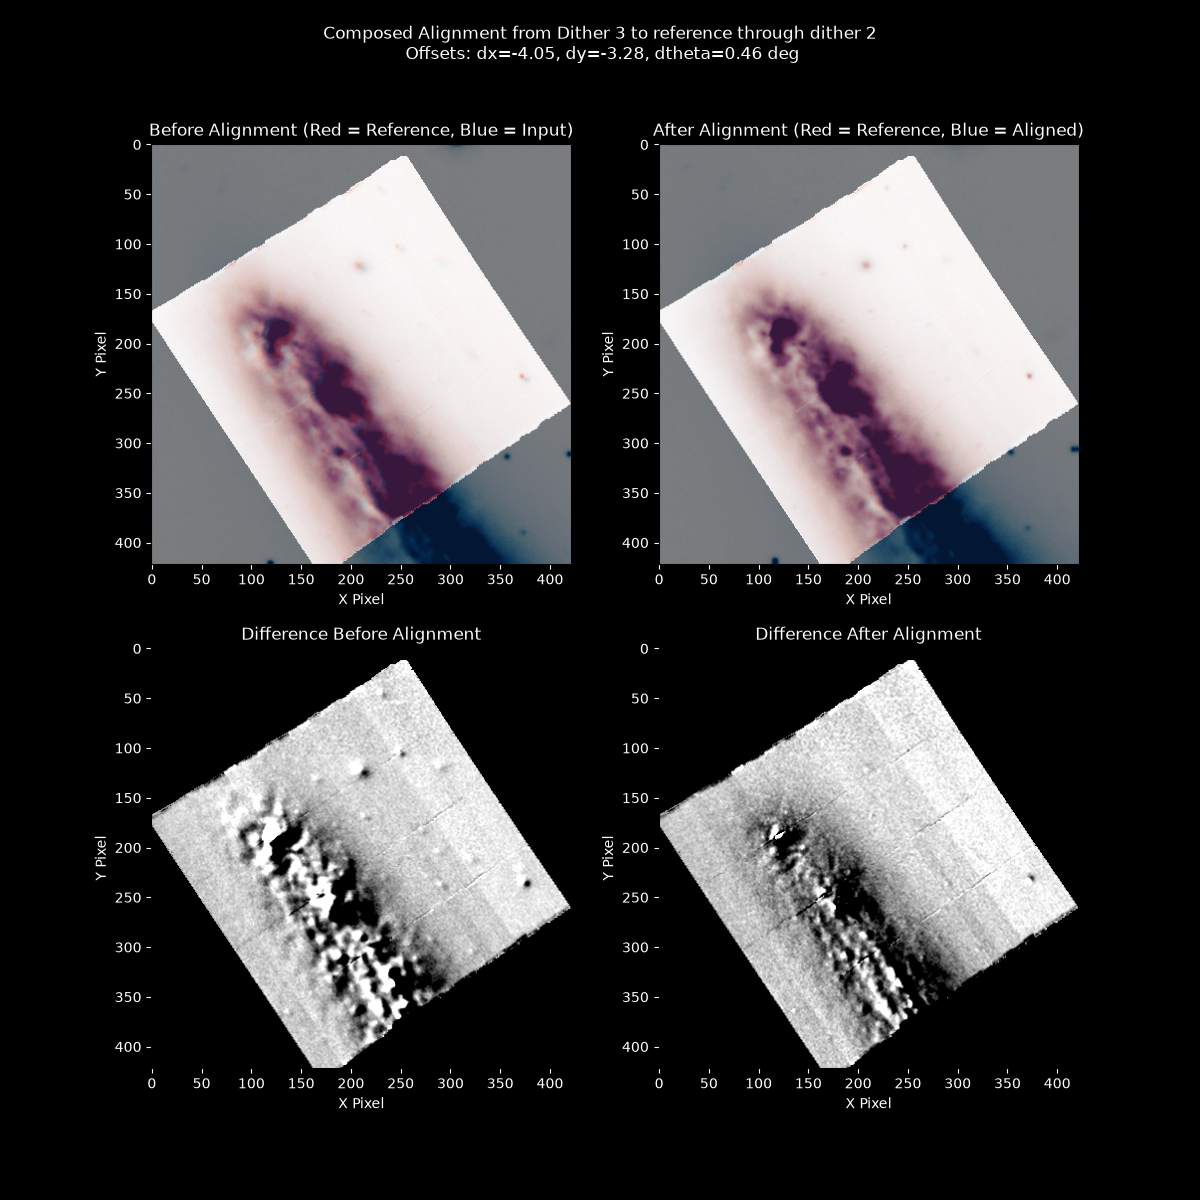 Composed Alignment from Dither 3 to reference through dither 2
Offsets: dx=-4.05, dy=-3.28, dtheta=0.46 deg
Before Alignment (Red = Reference, Blue = Input)
0
50
100
150
200
250
300
350
400
Y Pixel
0 50 100 150 200 250 300 350 400
X Pixel
After Alignment (Red = Reference, Blue = Aligned)
0
50
100
150
200
250
300
350
400
Y Pixel
0 50 100 150 200 250 300 350 400
X Pixel
Difference Before Alignment
0
50
100
150
200
250
300
350
400
Y Pixel
0 50 100 150 200 250 300 350 400
X Pixel
Difference After Alignment
0
50
100
150
200
250
300
350
400
Y Pixel
0 50 100 150 200 250 300 350 400
X Pixel